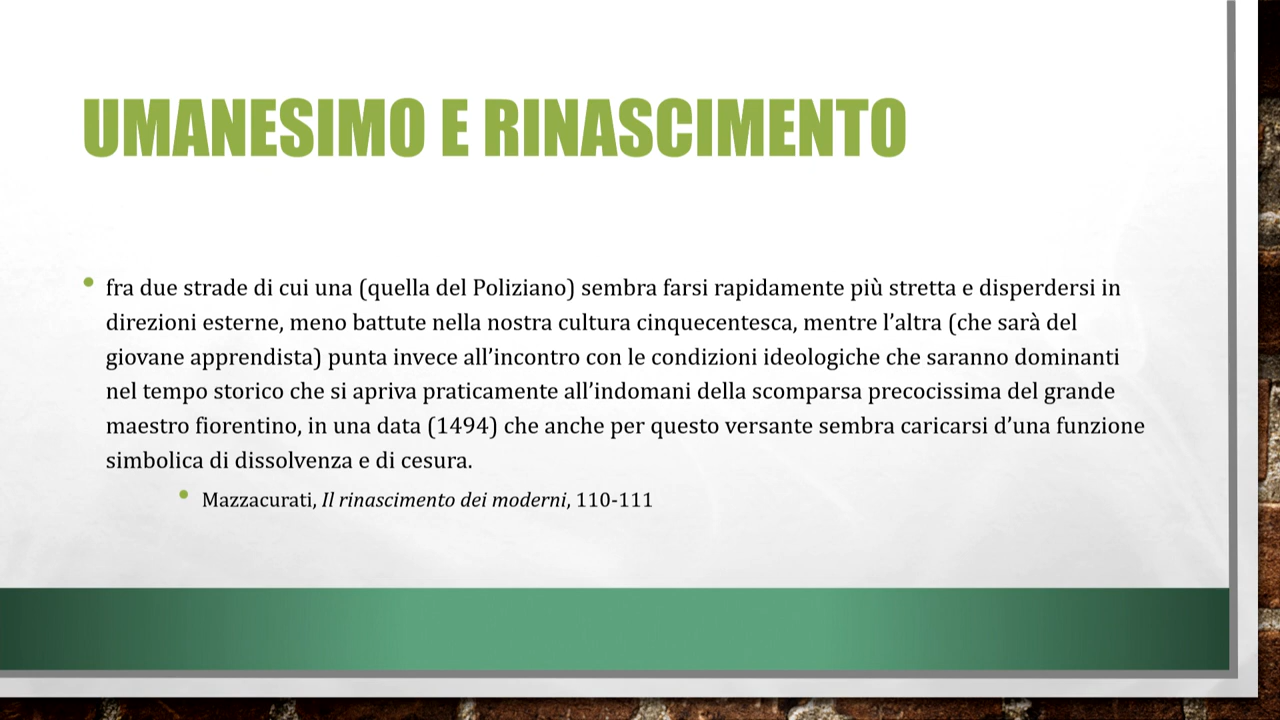 UMANESIMO E RINASCIMENTO
• fra due strade di cui una (quella del Poliziano) sembra farsi rapidamente più stretta e disperdersi in
direzioni esterne, meno battute nella nostra cultura cinquecentesca, mentre l’altra (che sarà del
giovane apprendista) punta invece all’incontro con le condizioni ideologiche che saranno dominanti
nel tempo storico che si apriva praticamente all’indomani della scomparsa precocissima del grande
maestro fiorentino, in una data (1494) che anche per questo versante sembra caricarsi d’una funzione
simbolica di dissolvenza e di cesura.
• Mazzacurati, Il rinascimento dei moderni, 110-111